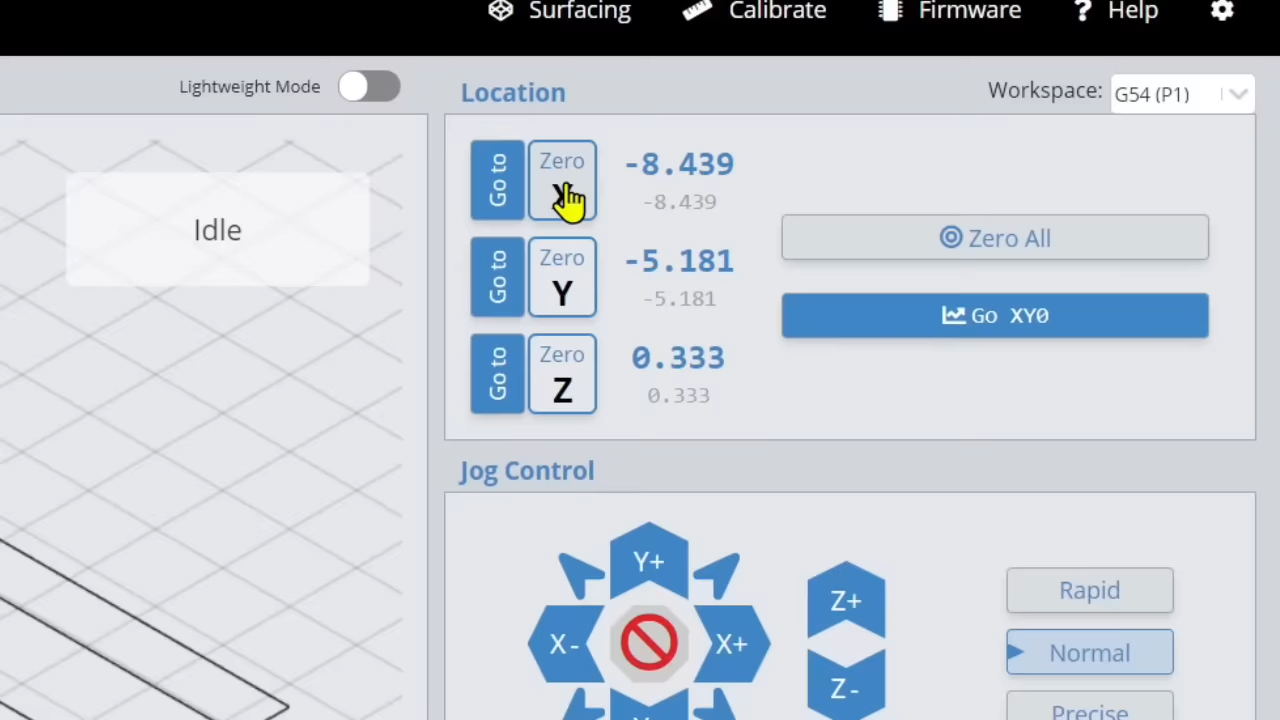 Surfacing
Calibrate
Firmware
? Help
Lightweight Mode
Location
Workspace:
G54 (P1)
Idle
Go to
Zero
-8.439
-8.439
Go to
Zero
Y
-5.181
-5.181
Go to
Zero
Z
0.333
0.333
Zero All
Go XY0
Jog Control
Y+
X-
X+
Z+
Z-
Rapid
Normal
Precise